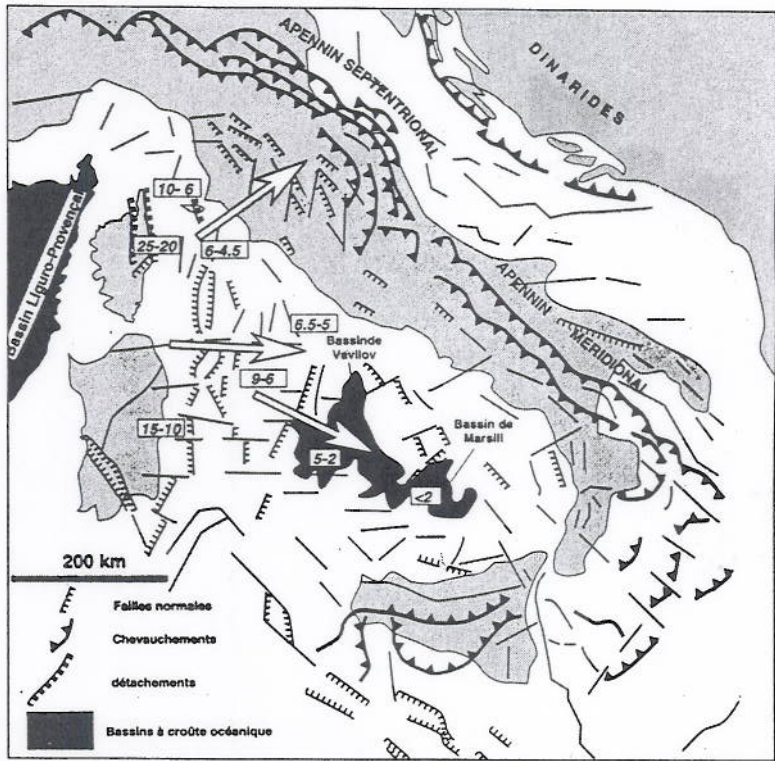 APENNIN SEPTENTRIONAL
DINARIDES
10-6
Bassin Liguro-Provençal
25-20
6-4.5
APENNIN
MERIDIONAL
6.5-5
Bassinde
Vavilov
9-6
Bassin de
Marsili
15-10
5-2
<2
200 km
Failles normales
Chevauchements
détachements
Bassins à croûte océanique